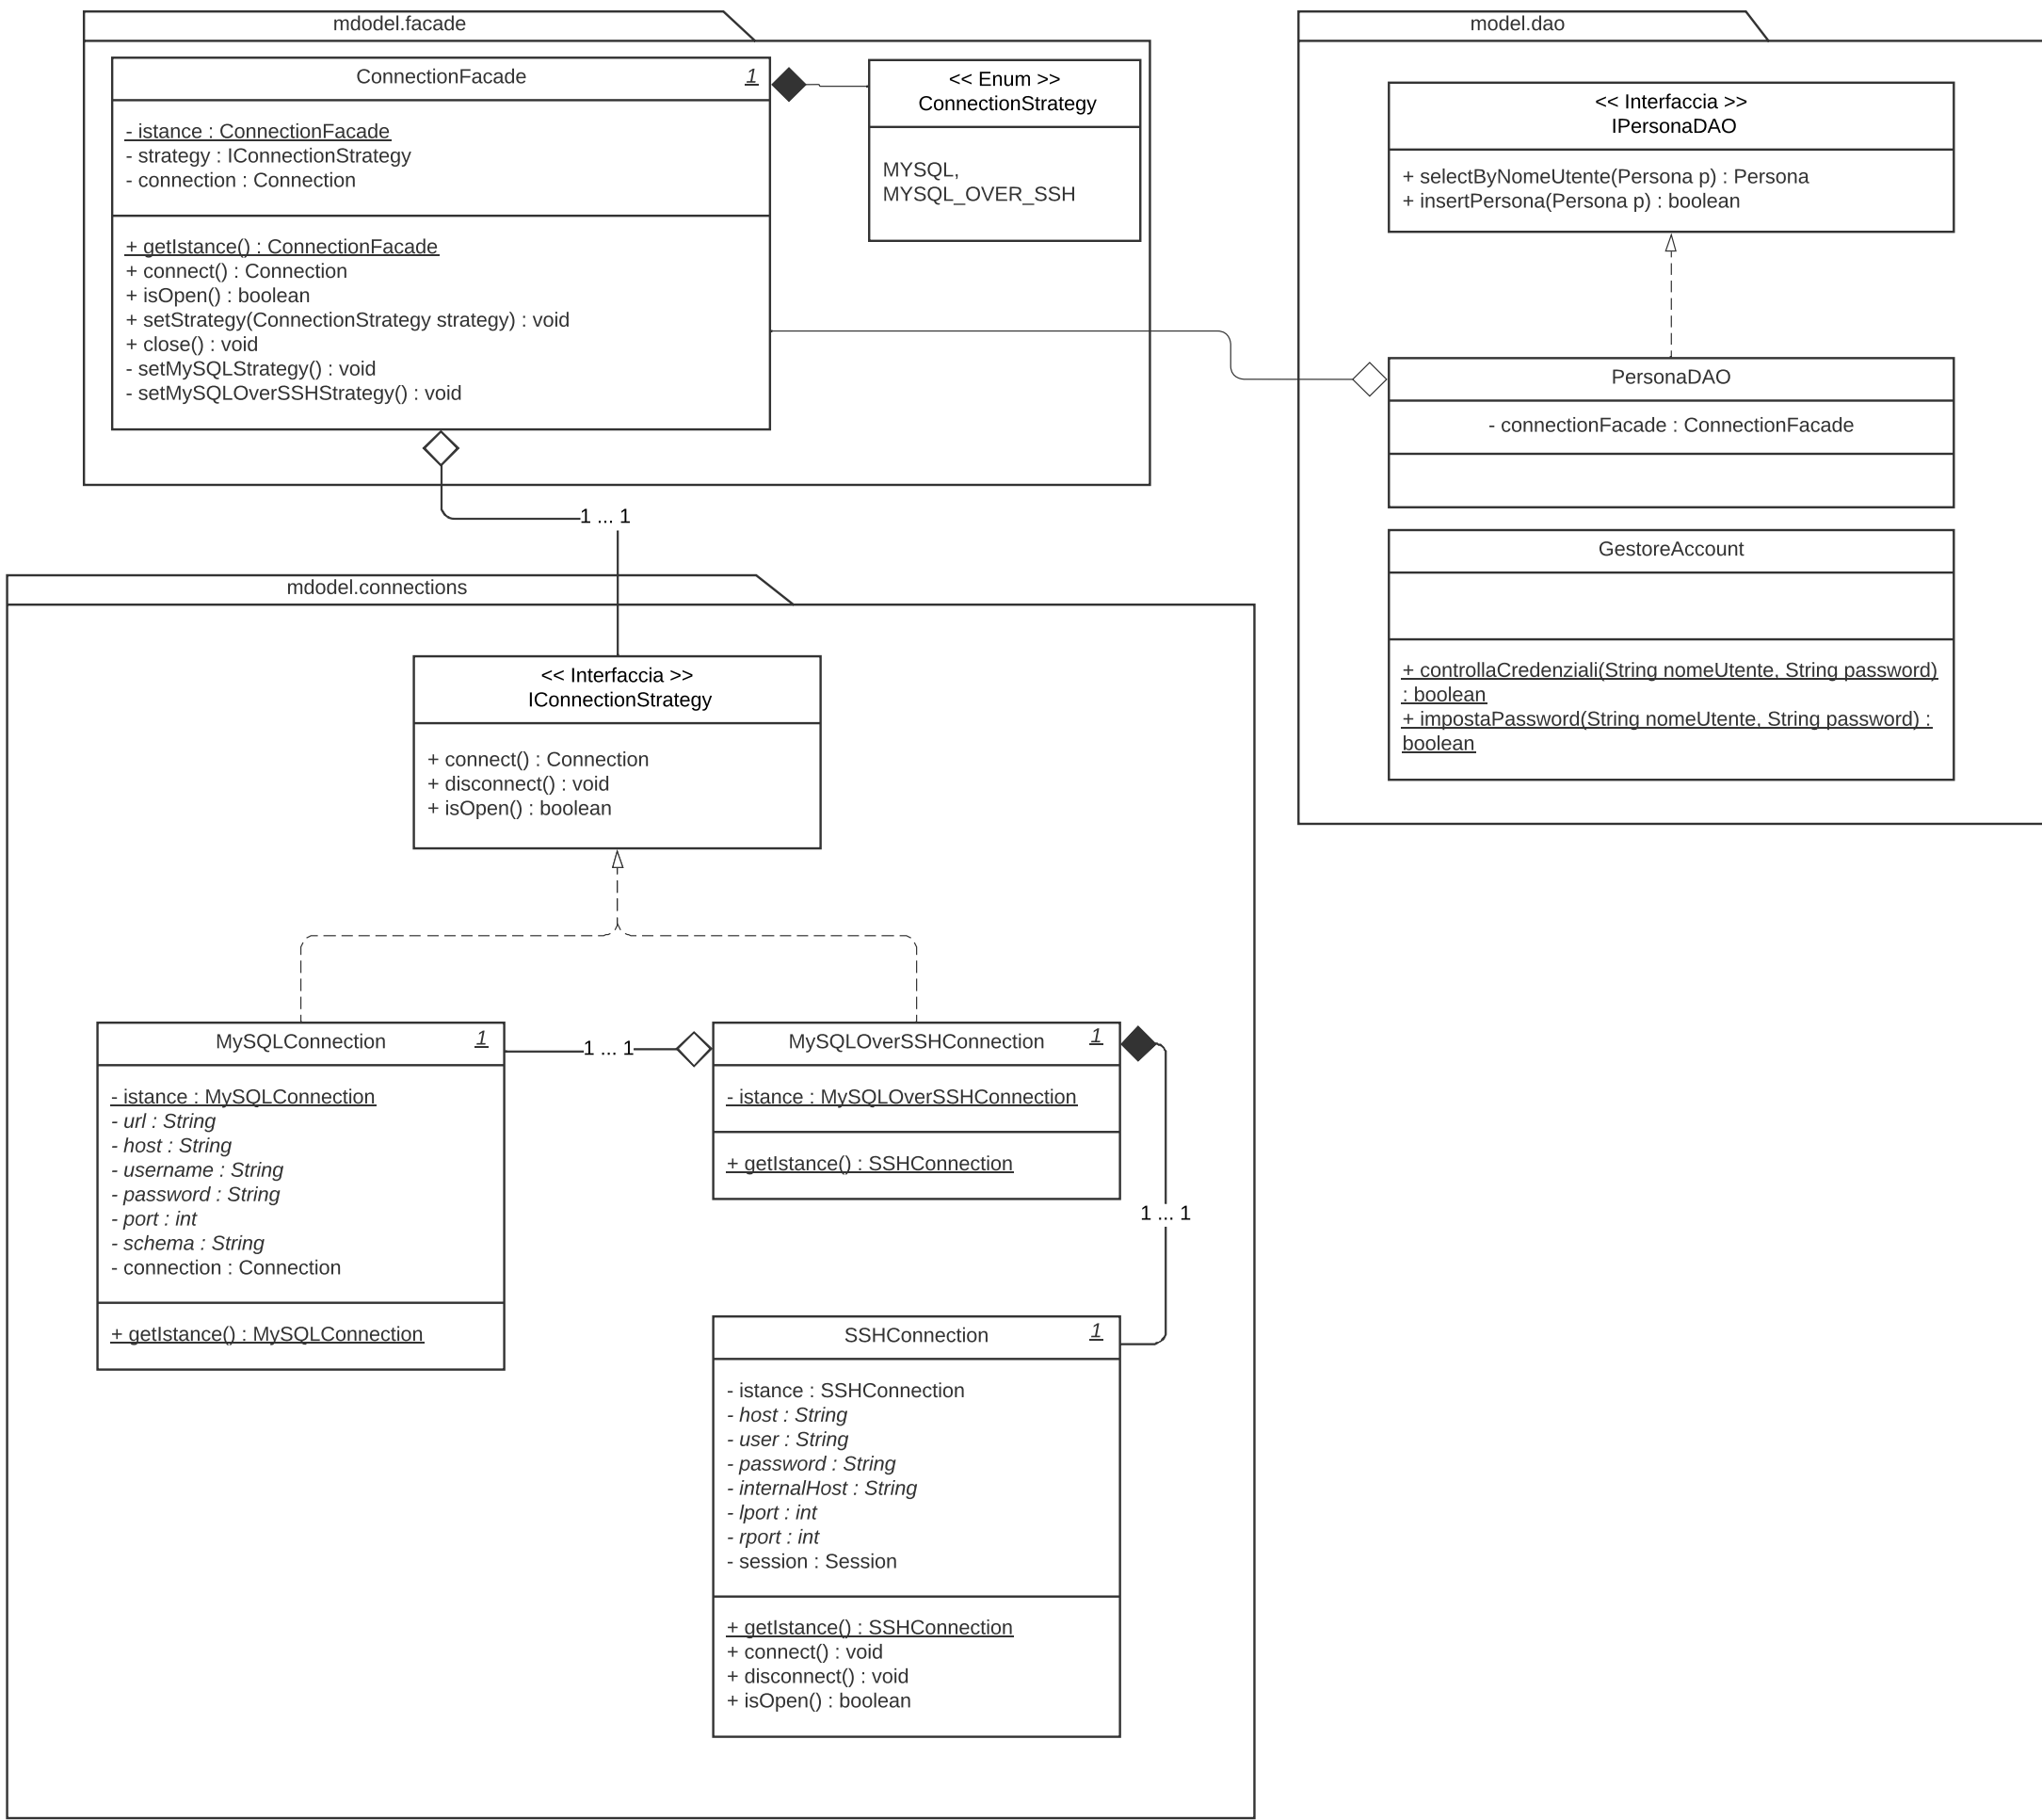 mdodel.facade
ConnectionFacade
1
- istance : ConnectionFacade
- strategy : IConnectionStrategy
- connection : Connection
+ getIstance() : ConnectionFacade
+ connect() : Connection
+ isOpen() : boolean
+ setStrategy(ConnectionStrategy strategy) : void
+ close() : void
- setMySQLStrategy() : void
- setMySQLOverSSHStrategy() : void
<< Enum >>
ConnectionStrategy
MYSQL,
MYSQL_OVER_SSH
model.dao
<< Interfaccia >>
IPersonaDAO
+ selectByNomeUtente(Persona p) : Persona
+ insertPersona(Persona p) : boolean
PersonaDAO
- connectionFacade : ConnectionFacade
GestoreAccount
+ controllaCredenziali(String nomeUtente, String password)
: boolean
+ impostaPassword(String nomeUtente, String password) :
boolean
1 ... 1
mdodel.connections
<< Interfaccia >>
IConnectionStrategy
+ connect() : Connection
+ disconnect() : void
+ isOpen() : boolean
MySQLConnection
1
- istance : MySQLConnection
- url : String
- host : String
- username : String
- password : String
- port : int
- schema : String
- connection : Connection
+ getIstance() : MySQLConnection
1 ... 1
MySQLOverSSHConnection
1
- istance : MySQLOverSSHConnection
+ getIstance() : SSHConnection
1 ... 1
SSHConnection
1
- istance : SSHConnection
- host : String
- user : String
- password : String
- internalHost : String
- lport : int
- rport : int
- session : Session
+ getIstance() : SSHConnection
+ connect() : void
+ disconnect() : void
+ isOpen() : boolean